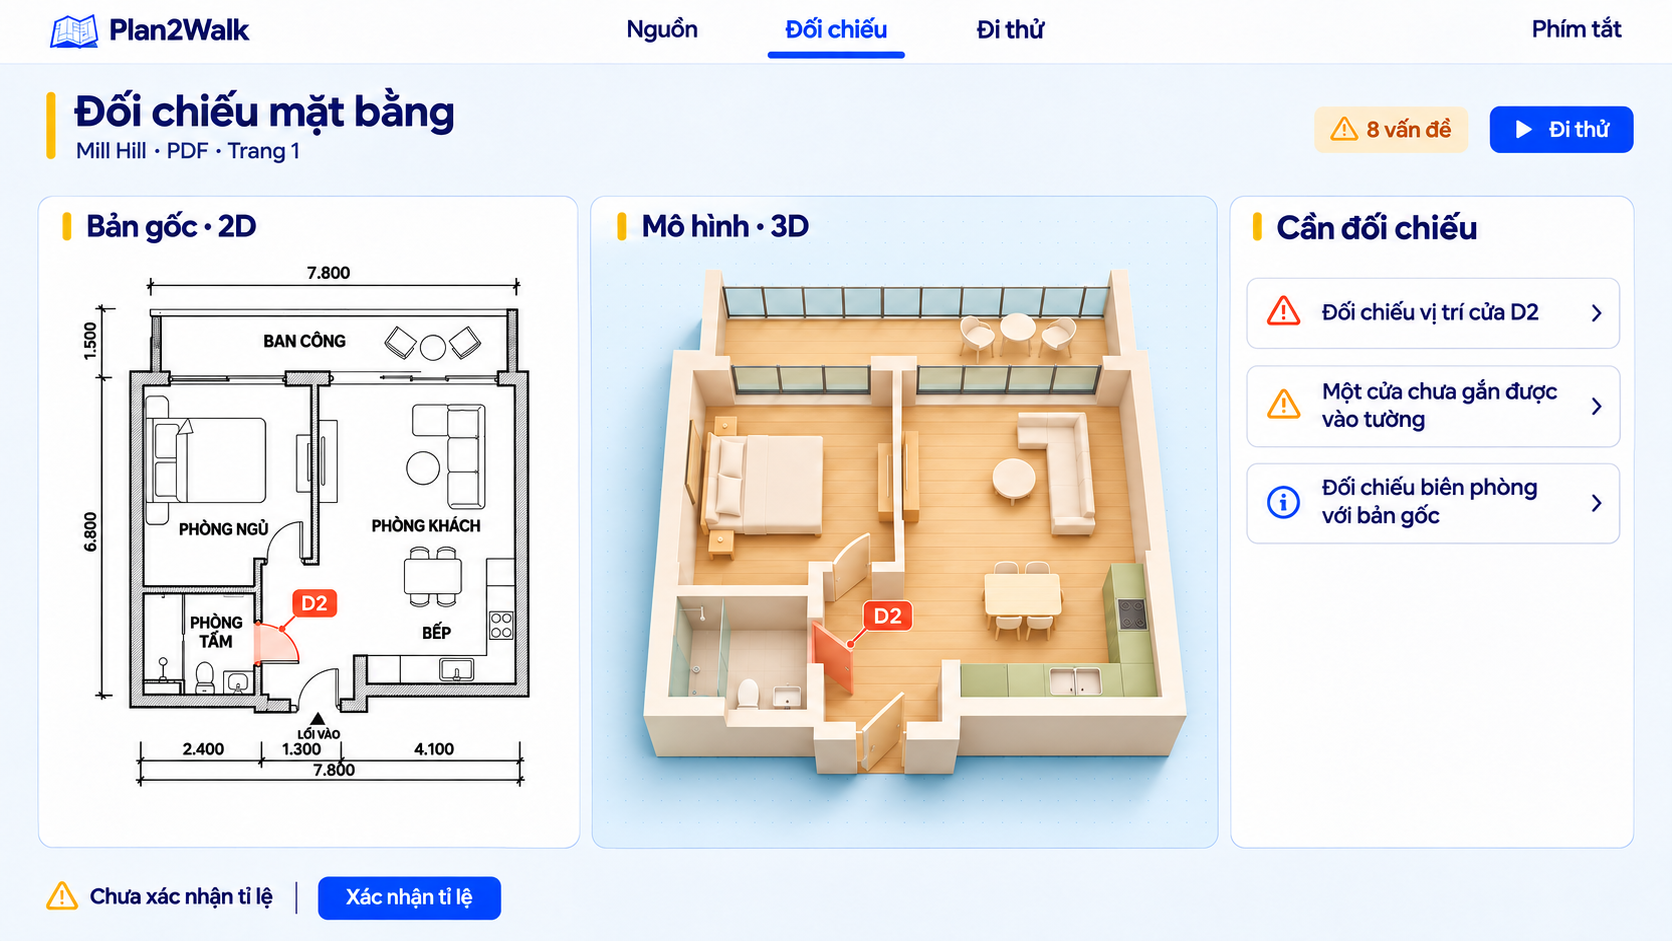 Plan2Walk
Nguồn
Đối chiếu
Đi thử
Phím tắt
Đối chiếu mặt bằng
Mill Hill • PDF • Trang 1
8 vấn đề
Đi thử
Bản gốc · 2D
7.800
1.500
BAN CÔNG
6.800
PHÒNG NGỦ
PHÒNG KHÁCH
D2
PHÒNG
TẮM
BẾP
LỐI VÀO
2.400
1.300
4.100
7.800
Mô hình · 3D
D2
Cần đối chiếu
Đối chiếu vị trí cửa D2
Một cửa chưa gắn được
vào tường
Đối chiếu biên phòng
với bản gốc
Chưa xác nhận tỉ lệ
Xác nhận tỉ lệ